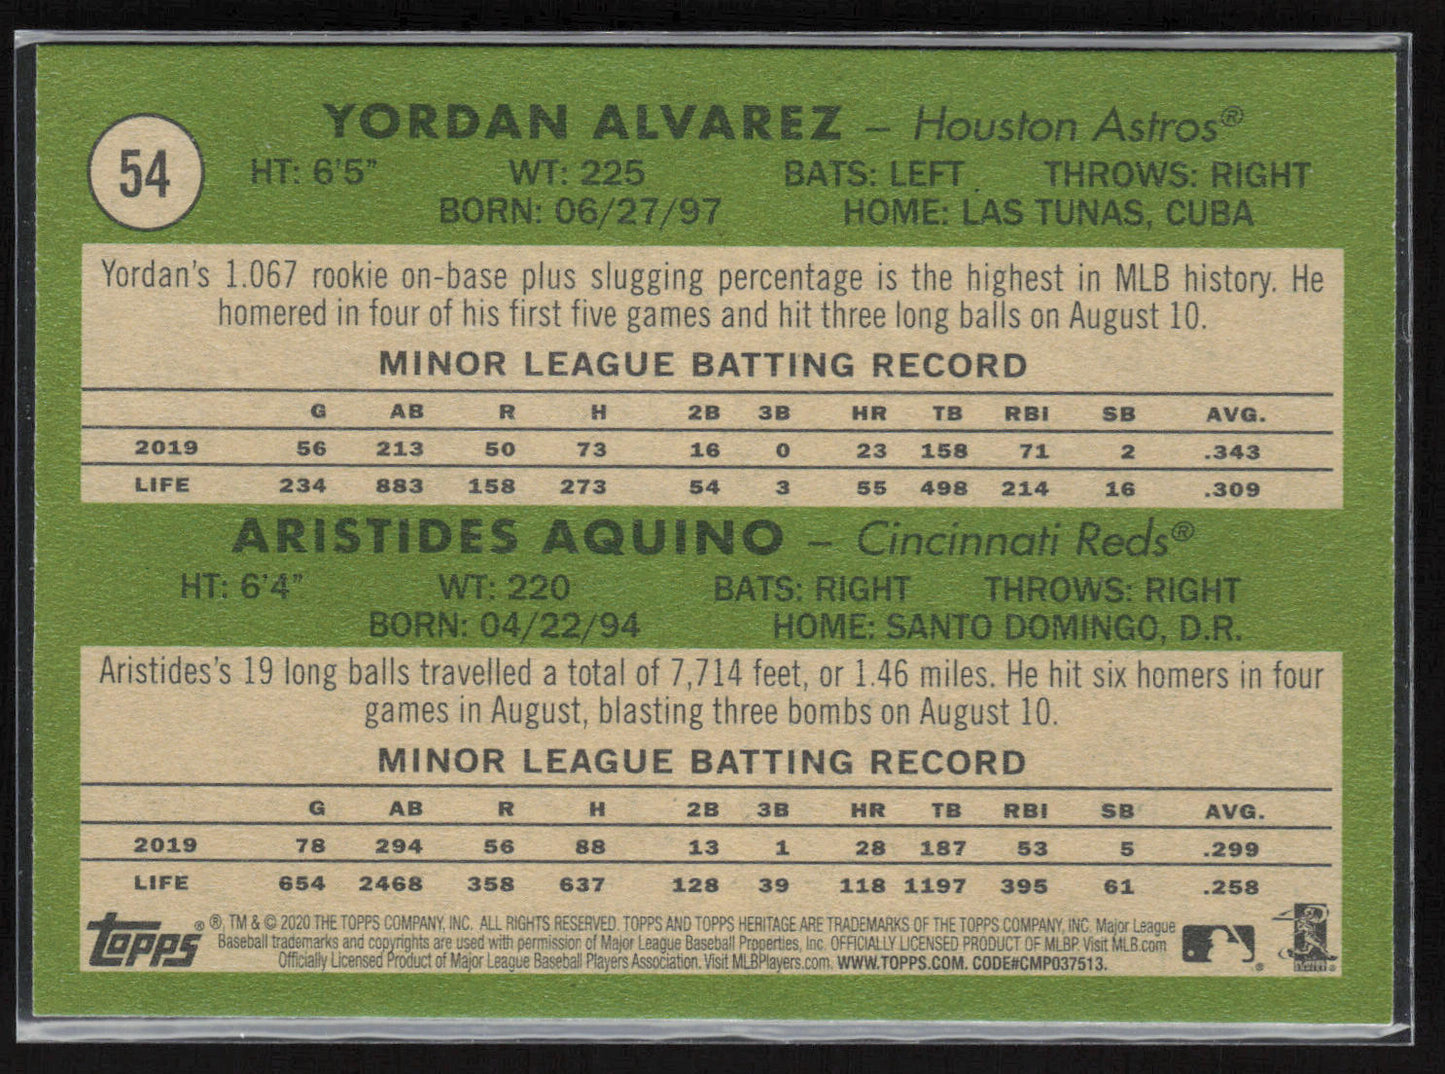 54
YORDAN ALVAREZ – Houston Astros®
HT: 6'5" WT: 225 BATS: LEFT THROWS: RIGHT
BORN: 06/27/97 HOME: LAS TUNAS, CUBA
Yordan's 1.067 rookie on-base plus slugging percentage is the highest in MLB history. He
homered in four of his first five games and hit three long balls on August 10.
MINOR LEAGUE BATTING RECORD
G AB R H 2B 3B HR TB RBI SB AVG.
2019 56 213 50 73 16 0 23 158 71 2 .343
LIFE 234 883 158 273 54 3 55 498 214 16 .309
ARISTIDES AQUINO – Cincinnati Reds®
HT: 6'4" WT: 220 BATS: RIGHT THROWS: RIGHT
BORN: 04/22/94 HOME: SANTO DOMINGO, D.R.
Aristides's 19 long balls travelled a total of 7,714 feet, or 1.46 miles. He hit six homers in four
games in August, blasting three bombs on August 10.
MINOR LEAGUE BATTING RECORD
G AB R H 2B 3B HR TB RBI SB AVG.
2019 78 294 56 88 13 1 28 187 53 5 .299
LIFE 654 2468 358 637 128 39 118 1197 395 61 .258
topps® ®, TM & © 2020 THE TOPPS COMPANY, INC. ALL RIGHTS RESERVED. TOPPS AND TOPPS HERITAGE ARE TRADEMARKS OF THE TOPPS COMPANY, INC. Major League
Baseball trademarks and copyrights are used with permission of Major League Baseball Properties, Inc. OFFICIALLY LICENSED PRODUCT OF MLBP. Visit MLB.com
Officially Licensed Product of Major League Baseball Players Association. Visit MLBPlayers.com. WWW.TOPPS.COM. CODE#CMP037513.